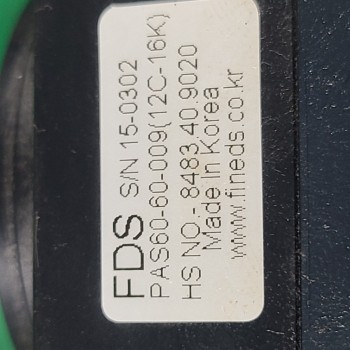 FDS S/N 15-0302
PAS60-60-009(12C-16K)
HS NO.- 8483.40.9020
Made In Korea
www.fineds.co.kr